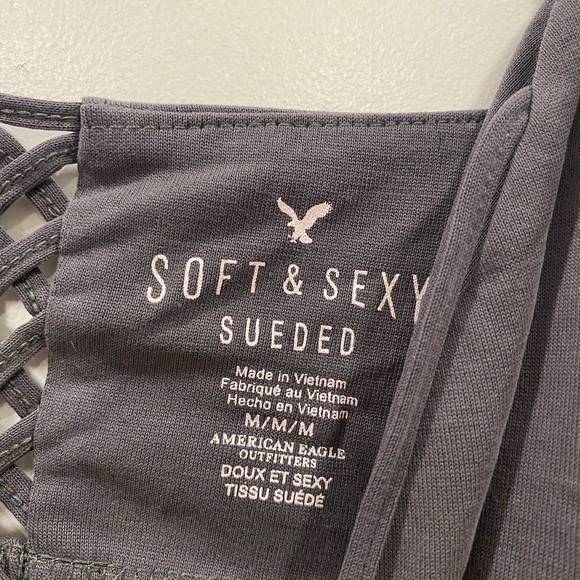 SOFT & SEXY
SUEDED
Made in Vietnam
Fabriqué au Vietnam
Hecho en Vietnam
M/M/M
AMERICAN EAGLE
OUTFITTERS
DOUX ET SEXY
TISSU SUÉDÉ